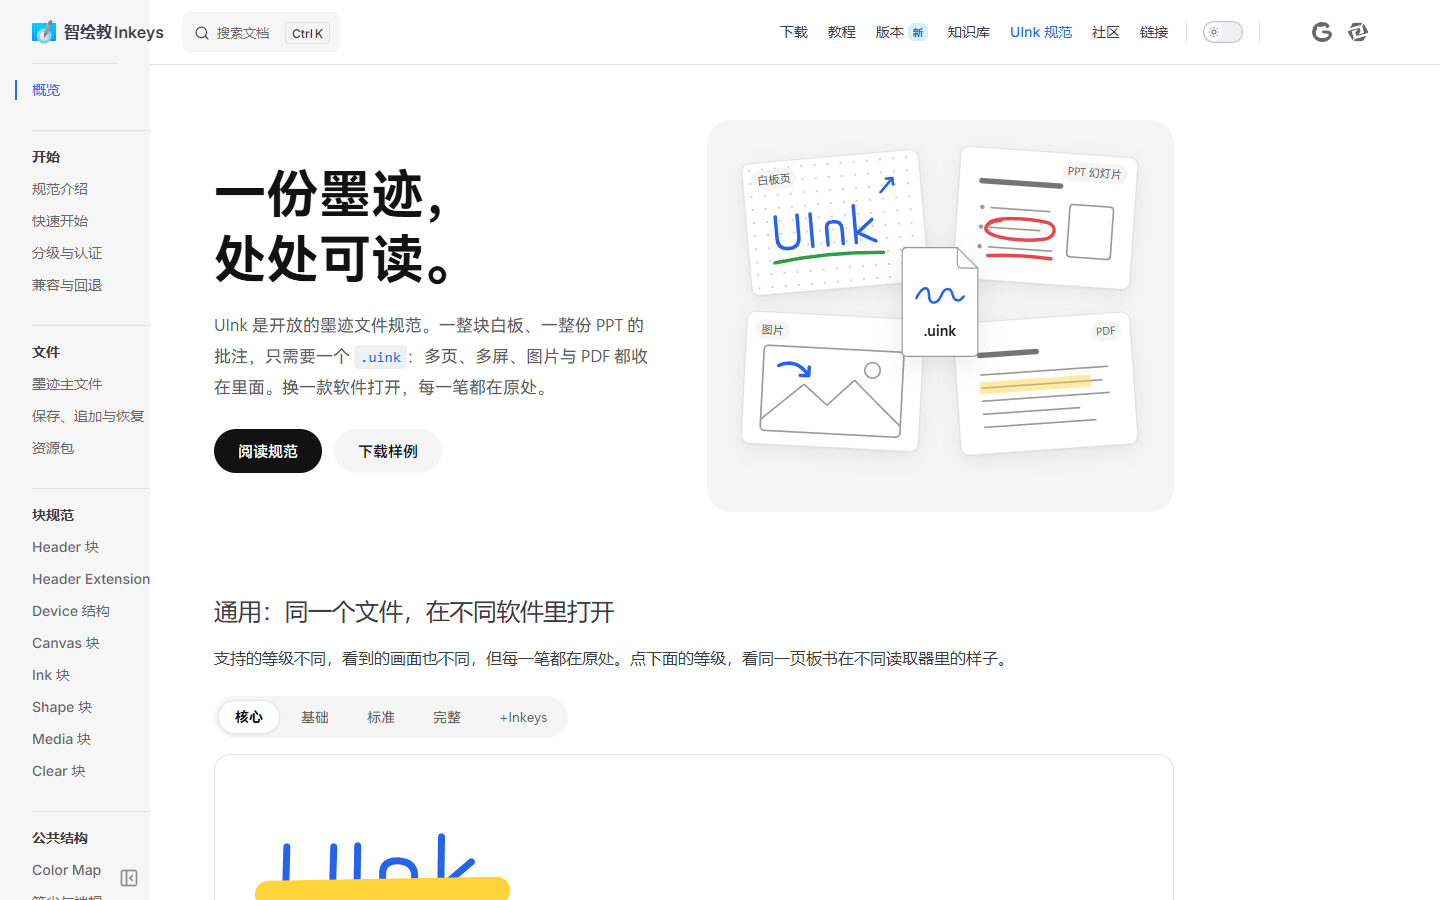 智绘教Inkeys
搜索文档 Ctrl K
下载 教程 版本 新 知识库 UInk 规范 社区 链接
概览
开始
规范介绍
快速开始
分级与认证
兼容与回退
文件
墨迹主文件
保存、追加与恢复
资源包
块规范
Header 块
Header Extension
Device 结构
Canvas 块
Ink 块
Shape 块
Media 块
Clear 块
公共结构
Color Map
一份墨迹，
处处可读。
UInk 是开放的墨迹文件规范。一整块白板、一整份 PPT 的
批注，只需要一个 .uink：多页、多屏、图片与 PDF 都收
在里面。换一款软件打开，每一笔都在原处。
阅读规范 下载样例
白板页
UInk
PPT 幻灯片
.uink
图片
PDF
通用：同一个文件，在不同软件里打开
支持的等级不同，看到的画面也不同，但每一笔都在原处。点下面的等级，看同一页板书在不同读取器里的样子。
核心 基础 标准 完整 +Inkeys
UInk